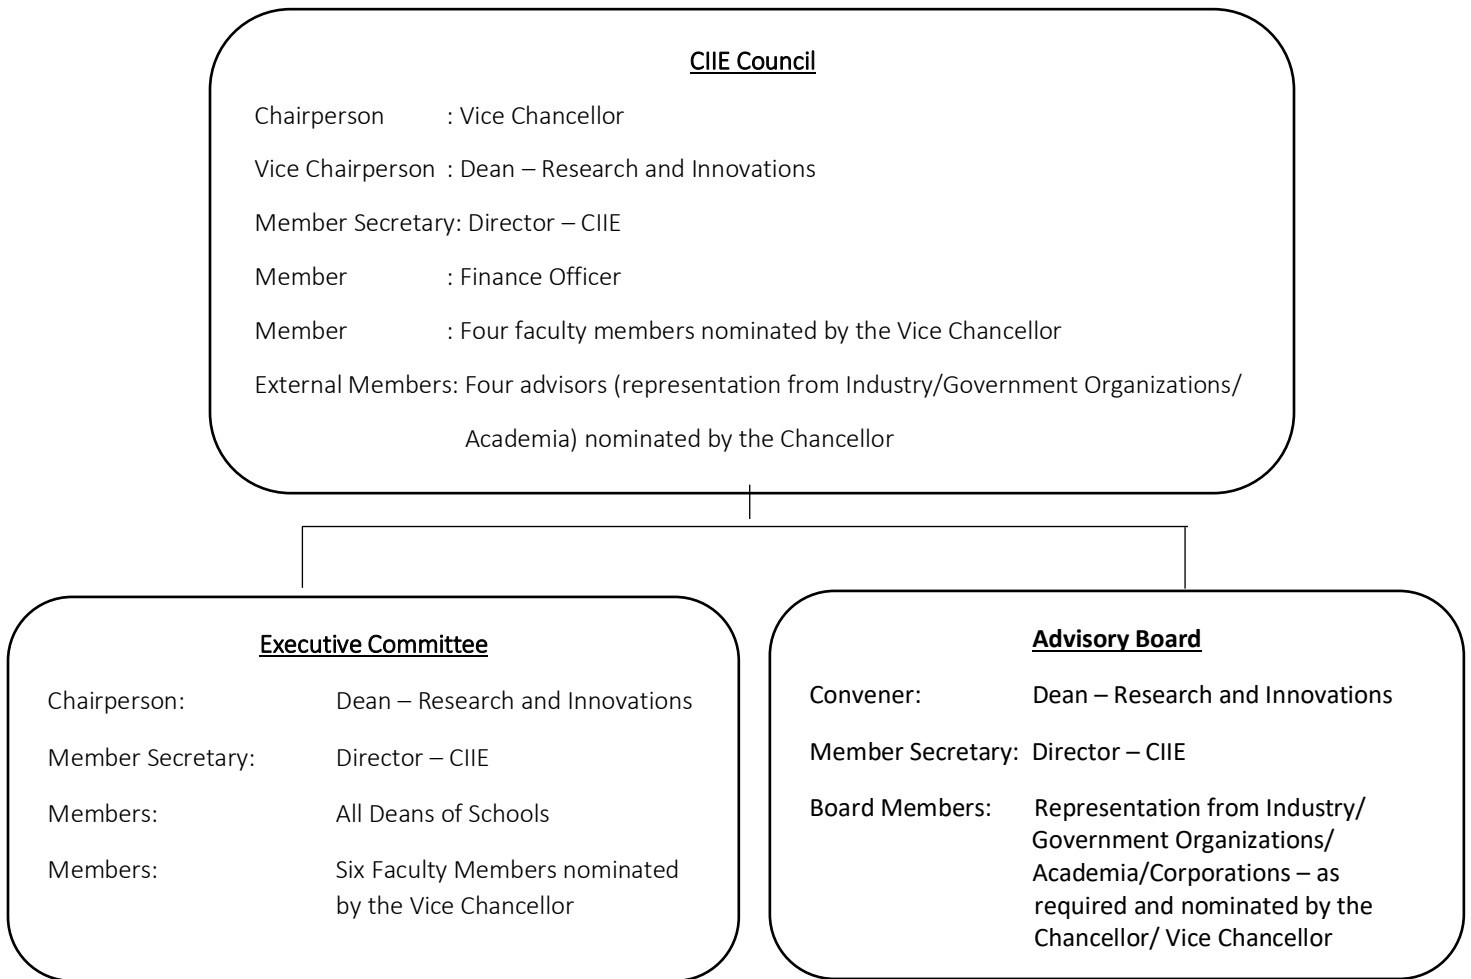 CIIE Council
Chairperson : Vice Chancellor
Vice Chairperson : Dean – Research and Innovations
Member Secretary: Director – CIIE
Member : Finance Officer
Member : Four faculty members nominated by the Vice Chancellor
External Members: Four advisors (representation from Industry/Government Organizations/
Academia) nominated by the Chancellor
Executive Committee
Chairperson: Dean – Research and Innovations
Member Secretary: Director – CIIE
Members: All Deans of Schools
Members: Six Faculty Members nominated
by the Vice Chancellor
Advisory Board
Convener: Dean – Research and Innovations
Member Secretary: Director – CIIE
Board Members: Representation from Industry/
Government Organizations/
Academia/Corporations – as
required and nominated by the
Chancellor/ Vice Chancellor